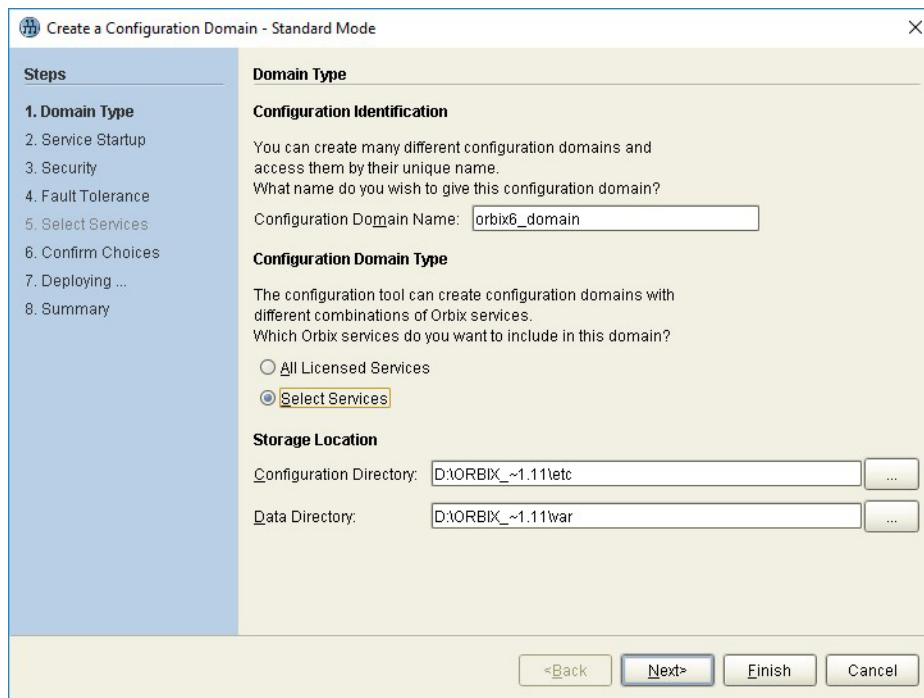 Create a Configuration Domain - Standard Mode
Steps
1. Domain Type
2. Service Startup
3. Security
4. Fault Tolerance
5. Select Services
6. Confirm Choices
7. Deploying ...
8. Summary
Domain Type
Configuration Identification
You can create many different configuration domains and
access them by their unique name.
What name do you wish to give this configuration domain?
Configuration Domain Name: orbix6_domain
Configuration Domain Type
The configuration tool can create configuration domains with
different combinations of Orbix services.
Which Orbix services do you want to include in this domain?
All Licensed Services
Select Services
Storage Location
Configuration Directory: D:\ORBIX_~1.11\etc ...
Data Directory: D:\ORBIX_~1.11\var ...
<Back Next> Finish Cancel